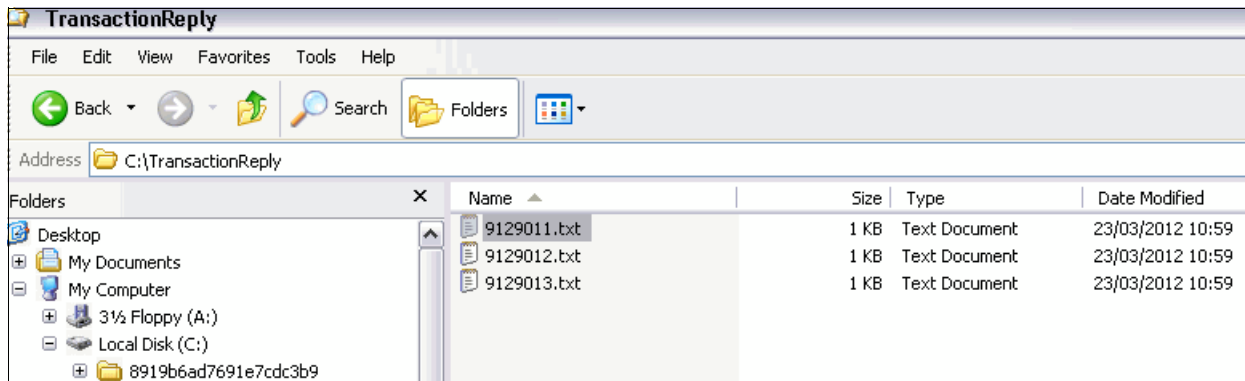 TransactionReply
File Edit View Favorites Tools Help
Back Search Folders
Address C:\TransactionReply
Folders × Name Size Type Date Modified
Desktop 9129011.txt 1 KB Text Document 23/03/2012 10:59
My Documents 9129012.txt 1 KB Text Document 23/03/2012 10:59
My Computer 9129013.txt 1 KB Text Document 23/03/2012 10:59
3½ Floppy (A:)
Local Disk (C:)
8919b6ad7691e7cdc3b9